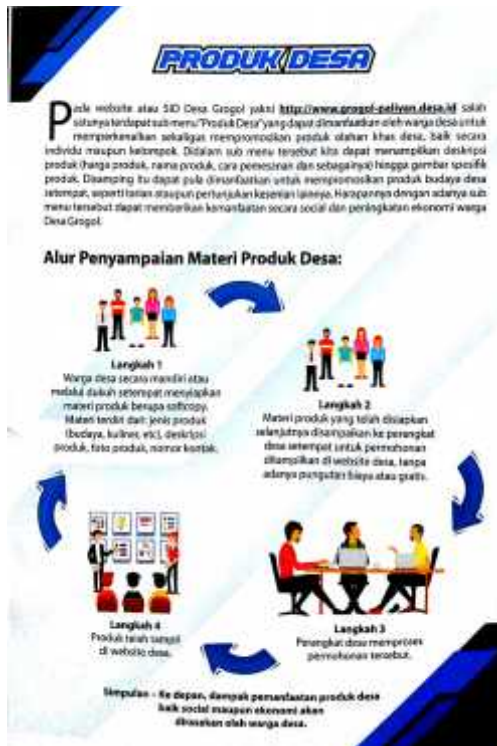 PRODUK DESA
Pada website atau SID Desa Grogol yakni http://www.grogol-paliyan.desa.id salah
satunya terdapat sub menu "Produk Desa" yang dapat dimanfaatkan oleh warga desa untuk
memperkenalkan sekaligus mempromosikan produk olahan khas desa, baik secara
individu maupun kelompok. Didalam sub menu tersebut kita dapat menampilkan deskripsi
produk (harga produk, nama produk, cara pemesanan dan sebagainya) hingga gambar spesifik
produk. Disamping itu dapat pula dimanfaatkan untuk mempromosikan produk budaya desa
setempat, seperti tarian ataupun pertunjukan kesenian lainnya. Harapannya dengan adanya sub
menu tersebut dapat memberikan kemanfaatan secara social dan peningkatan ekonomi warga
Desa Grogol.
Alur Penyampaian Materi Produk Desa:
Langkah 1
Warga desa secara mandiri atau
melalui dukuh setempat menyiapkan
materi produk berupa softcopy.
Materi terdiri dari: jenis produk
(budaya, kuliner, etc), deskripsi
produk, foto produk, nomor kontak.
Langkah 2
Materi produk yang telah disiapkan
selanjutnya disampaikan ke perangkat
desa setempat untuk permohonan
ditampilkan di website desa, tanpa
adanya pungutan biaya atau gratis.
Langkah 3
Perangkat desa memproses
permohonan tersebut.
Langkah 4
Produk telah tampil
di website desa.
Simpulan – Ke depan, dampak pemanfaatan produk desa
baik social maupun ekonomi akan
dirasakan oleh warga desa.